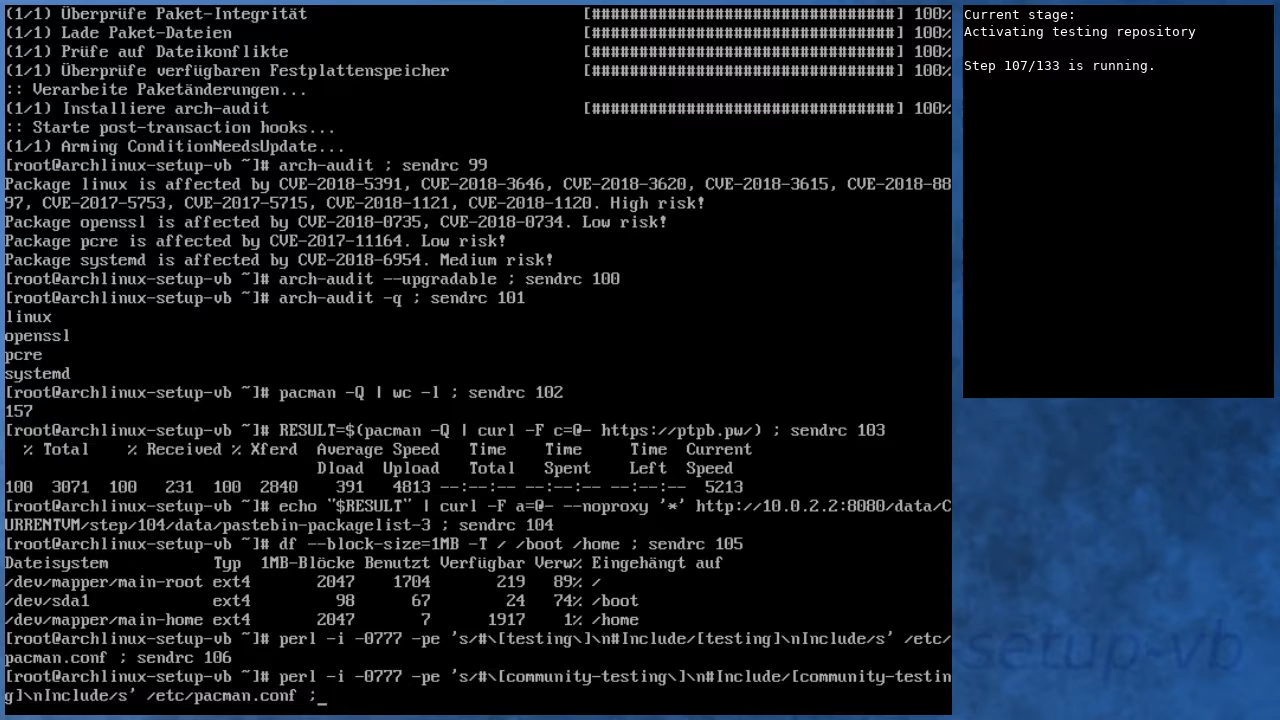 (1/1) Überprüfe Paket-Integrität                              [################################] 100%
(1/1) Lade Paket-Dateien                                      [################################] 100%
(1/1) Prüfe auf Dateikonflikte                                [################################] 100%
(1/1) Überprüfe verfügbaren Festplattenspeicher               [################################] 100%
:: Verarbeite Paketänderungen...
(1/1) Installiere arch-audit                                  [################################] 100%
:: Starte post-transaction hooks...
(1/1) Arming ConditionNeedsUpdate...
[root@archlinux-setup-vb ~]# arch-audit ; sendrc 99
Package linux is affected by CVE-2018-5391, CVE-2018-3646, CVE-2018-3620, CVE-2018-3615, CVE-2018-88
97, CVE-2017-5753, CVE-2017-5715, CVE-2018-1121, CVE-2018-1120. High risk!
Package openssl is affected by CVE-2018-0735, CVE-2018-0734. Low risk!
Package pcre is affected by CVE-2017-11164. Low risk!
Package systemd is affected by CVE-2018-6954. Medium risk!
[root@archlinux-setup-vb ~]# arch-audit --upgradable ; sendrc 100
[root@archlinux-setup-vb ~]# arch-audit -q ; sendrc 101
linux
openssl
pcre
systemd
[root@archlinux-setup-vb ~]# pacman -Q | wc -l ; sendrc 102
157
[root@archlinux-setup-vb ~]# RESULT=$(pacman -Q | curl -F c=@- https://ptpb.pw/) ; sendrc 103
  % Total    % Received % Xferd  Average Speed   Time    Time     Time  Current
                                 Dload  Upload   Total   Spent    Left  Speed
100  3071  100   231  100  2840    391   4813 --:--:-- --:--:-- --:--:--  5213
[root@archlinux-setup-vb ~]# echo "$RESULT" | curl -F a=@- --noproxy '*' http://10.0.2.2:8080/data/C
URRENTVM/step/104/data/pastebin-packagelist-3 ; sendrc 104
[root@archlinux-setup-vb ~]# df --block-size=1MB -T / /boot /home ; sendrc 105
Dateisystem           Typ  1MB-Blöcke Benutzt Verfügbar Verw% Eingehängt auf
/dev/mapper/main-root ext4       2047    1704       219   89% /
/dev/sda1             ext4         98      67        24   74% /boot
/dev/mapper/main-home ext4       2047       7      1917    1% /home
[root@archlinux-setup-vb ~]# perl -i -0777 -pe 's/#\[testing\]\n#Include/[testing]\nInclude/s' /etc/
pacman.conf ; sendrc 106
[root@archlinux-setup-vb ~]# perl -i -0777 -pe 's/#\[community-testing\]\n#Include/[community-testin
g]\nInclude/s' /etc/pacman.conf ;_
Current stage:
Activating testing repository
Step 107/133 is running.
setup-vb